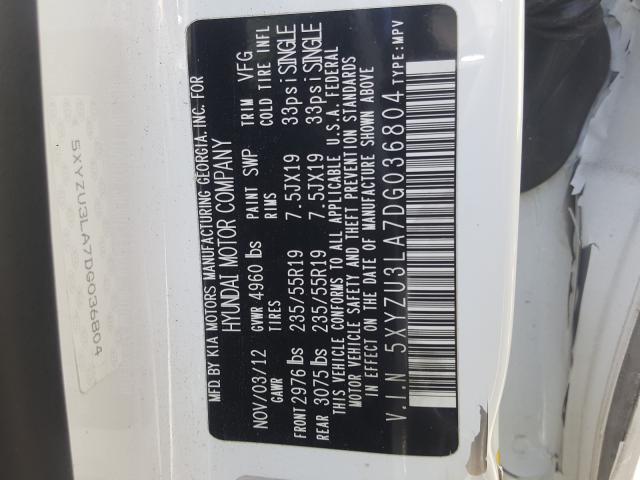 5XYZU3LA7DG036804
MFD.BY KIA MOTORS MANUFACTURING GEORGIA, INC. FOR
HYUNDAI MOTOR COMPANY
NOV/03/12 GVWR 4960 lbs PAINT SWP TRIM VFG
GAWR TIRES RIMS COLD TIRE INFL
FRONT 2976 lbs 235/55R19 7.5JX19 33psi SINGLE
REAR 3075 lbs 235/55R19 7.5JX19 33psi SINGLE
THIS VEHICLE CONFORMS TO ALL APPLICABLE U.S.A. FEDERAL
MOTOR VEHICLE SAFETY AND THEFT PREVENTION STANDARDS
IN EFFECT ON THE DATE OF MANUFACTURE SHOWN ABOVE.
V.I.N 5XYZU3LA7DG036804 TYPE:MPV